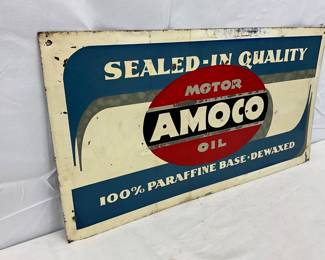 SEALED-IN QUALITY
MOTOR
AMOCO
OIL
100% PARAFFINE BASE·DEWAXED